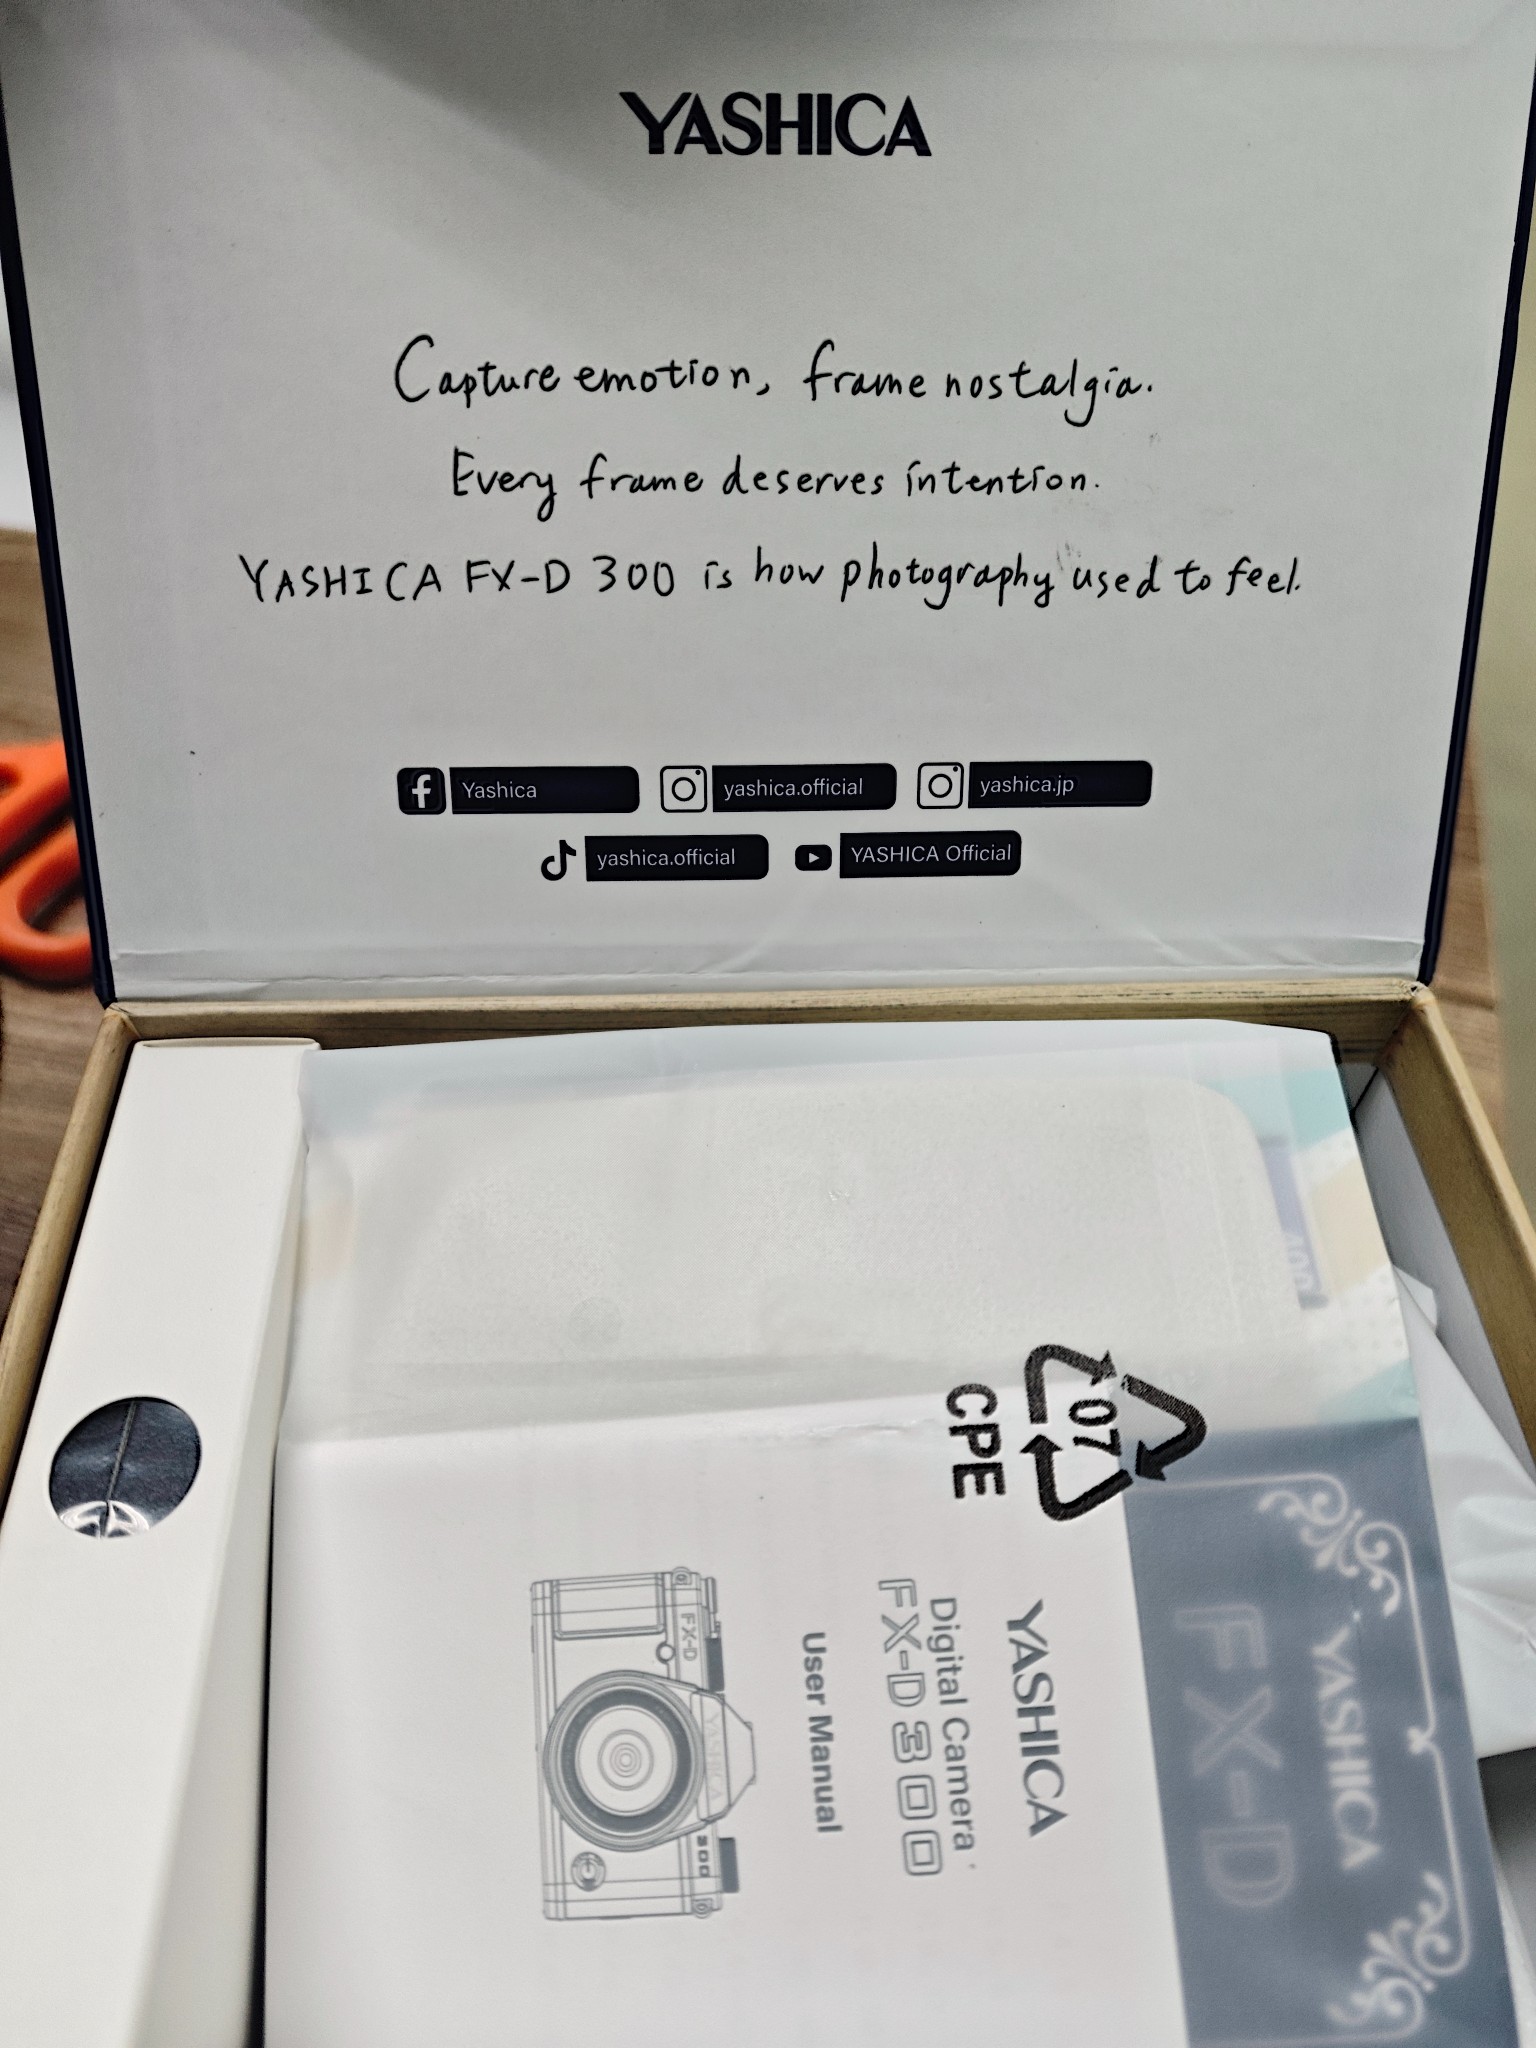 YASHICA
Capture emotion, frame nostalgia.
Every frame deserves intention.
YASHICA FX-D 300 is how photography used to feel.
Yashica
yashica.official
yashica.jp
yashica.official
YASHICA Official
07
CPE
YASHICA
FX-D
YASHICA
Digital Camera
FX-D 300
User Manual
FX-D
YASHICA
300